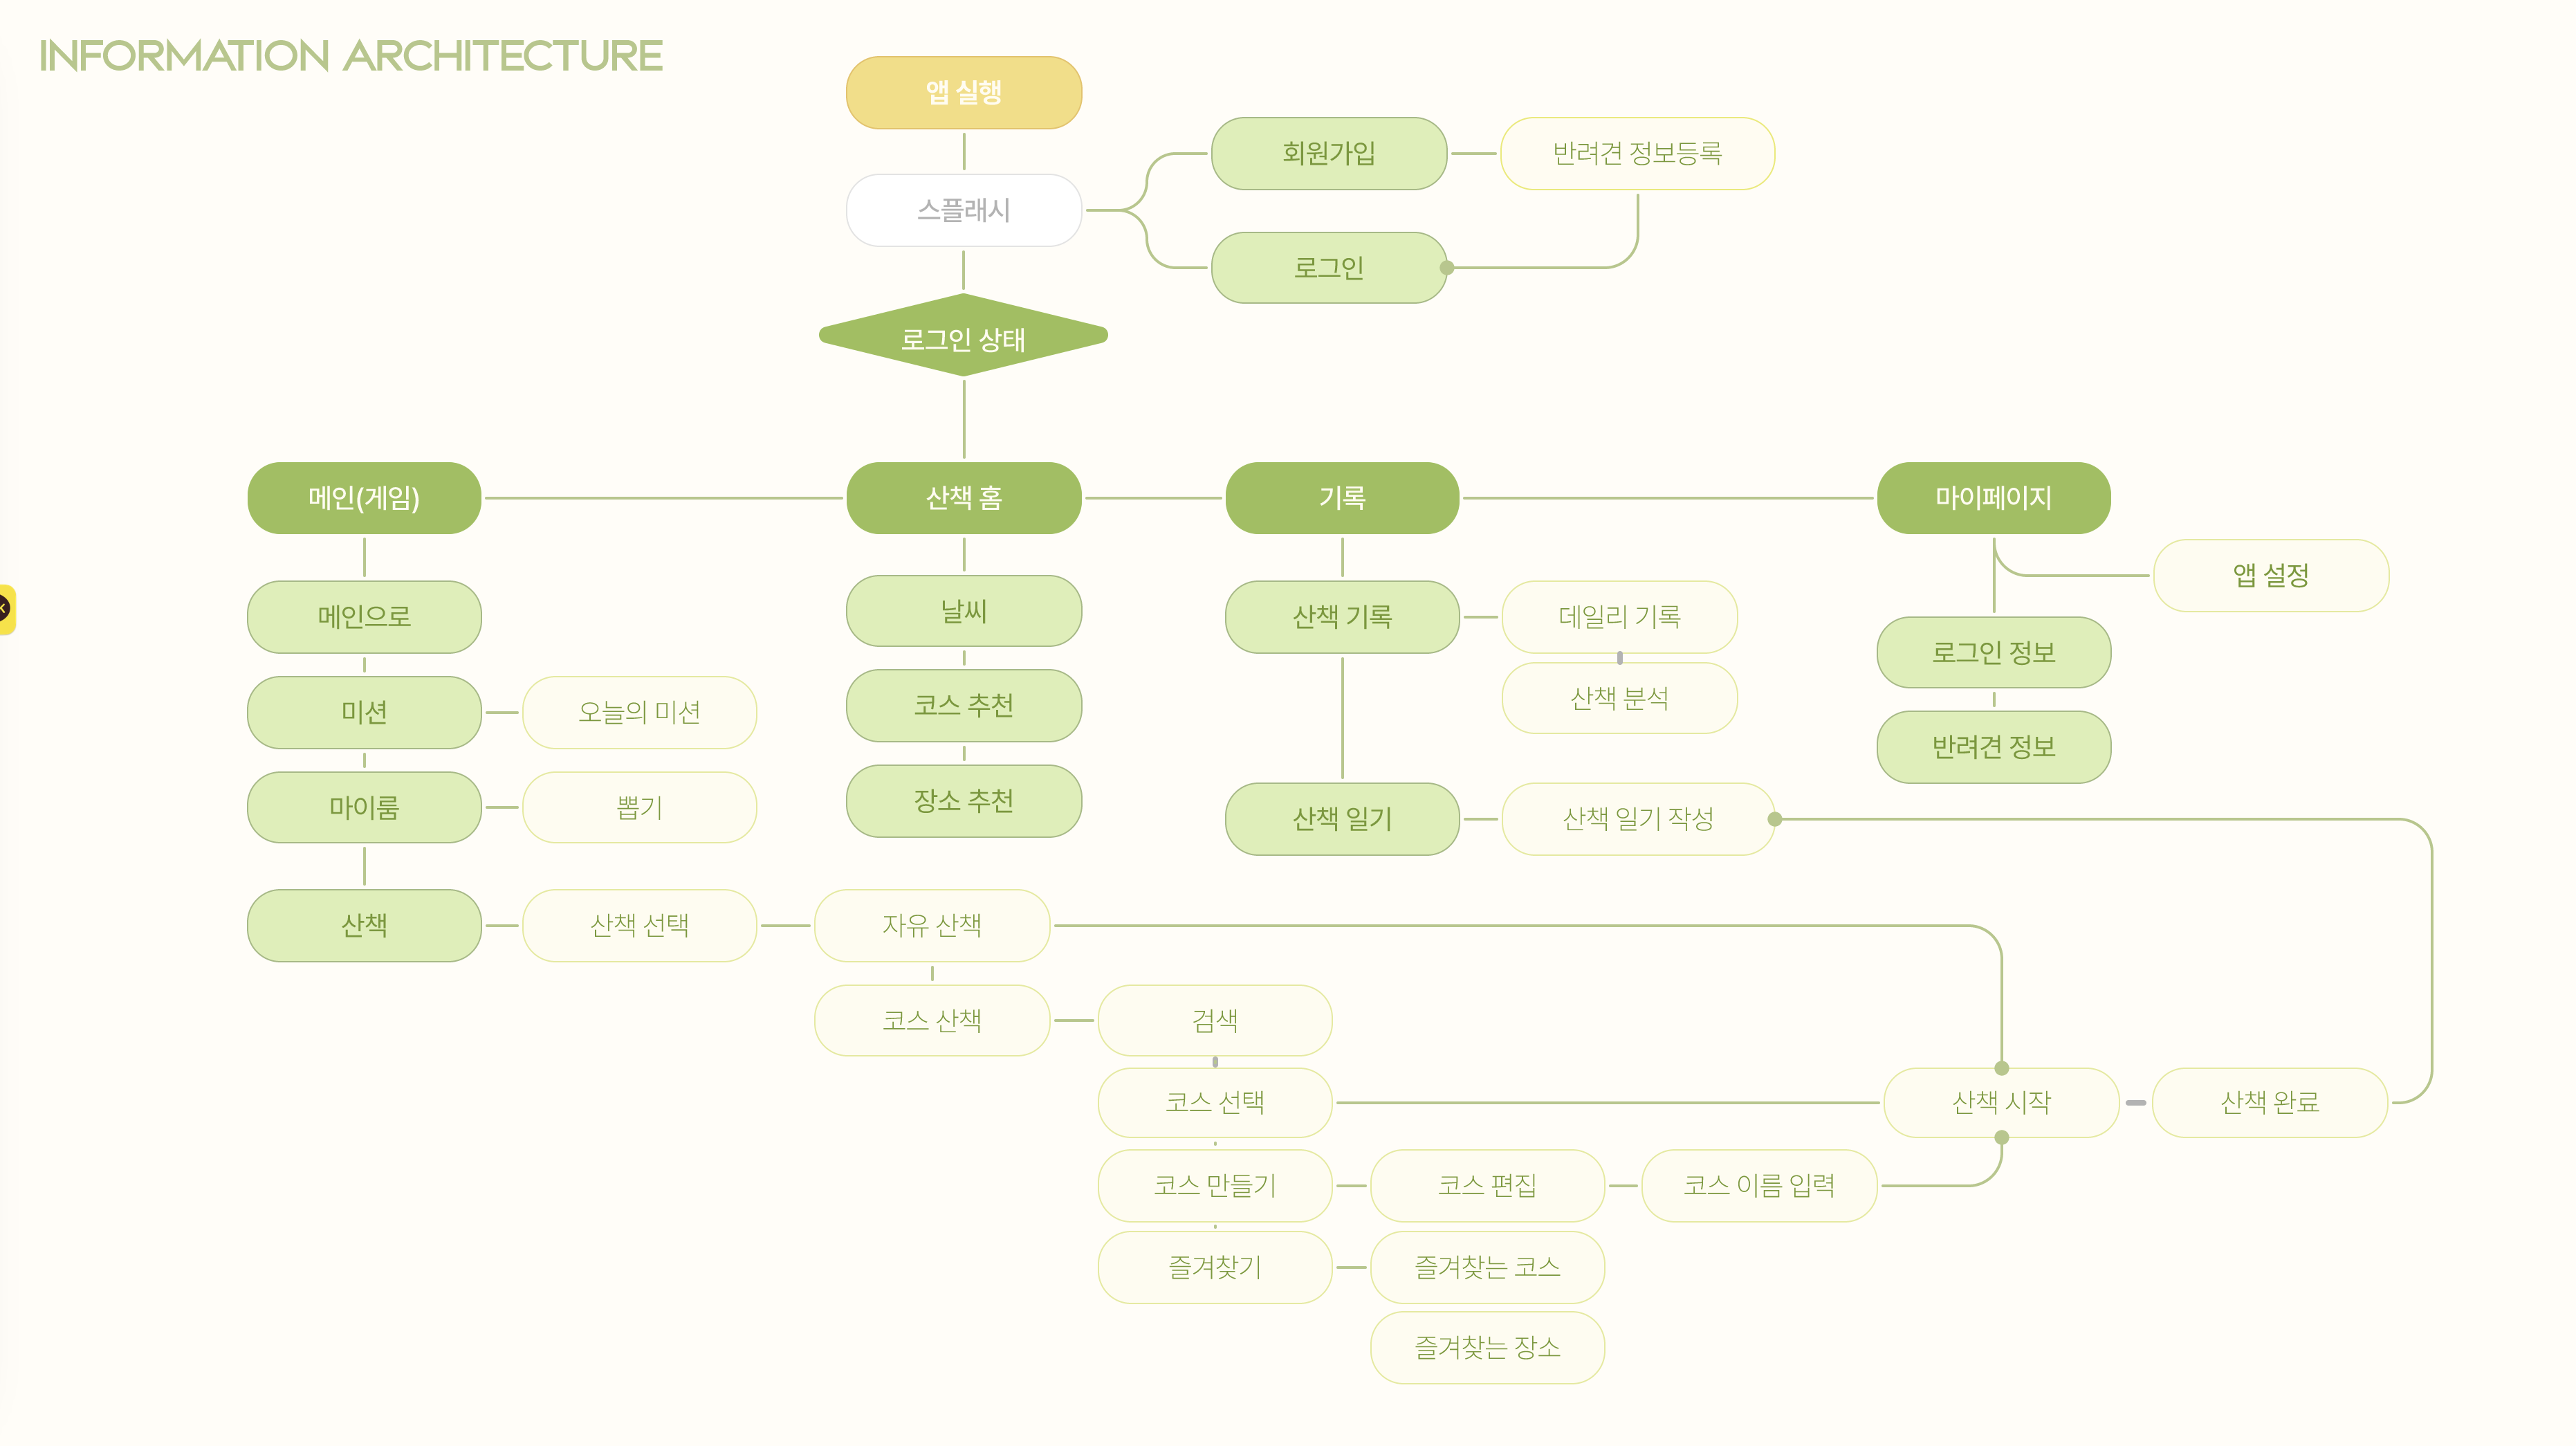 INFORMATION ARCHITECTURE
앱 실행
회원가입
반려견 정보등록
스플래시
로그인
로그인 상태
메인(게임)
산책 홈
기록
마이페이지
앱 설정
메인으로
날씨
산책 기록
데일리 기록
로그인 정보
미션
오늘의 미션
코스 추천
산책 분석
반려견 정보
마이룸
뽑기
장소 추천
산책 일기
산책 일기 작성
산책
산책 선택
자유 산책
코스 산책
검색
코스 선택
산책 시작
산책 완료
코스 만들기
코스 편집
코스 이름 입력
즐겨찾기
즐겨찾는 코스
즐겨찾는 장소